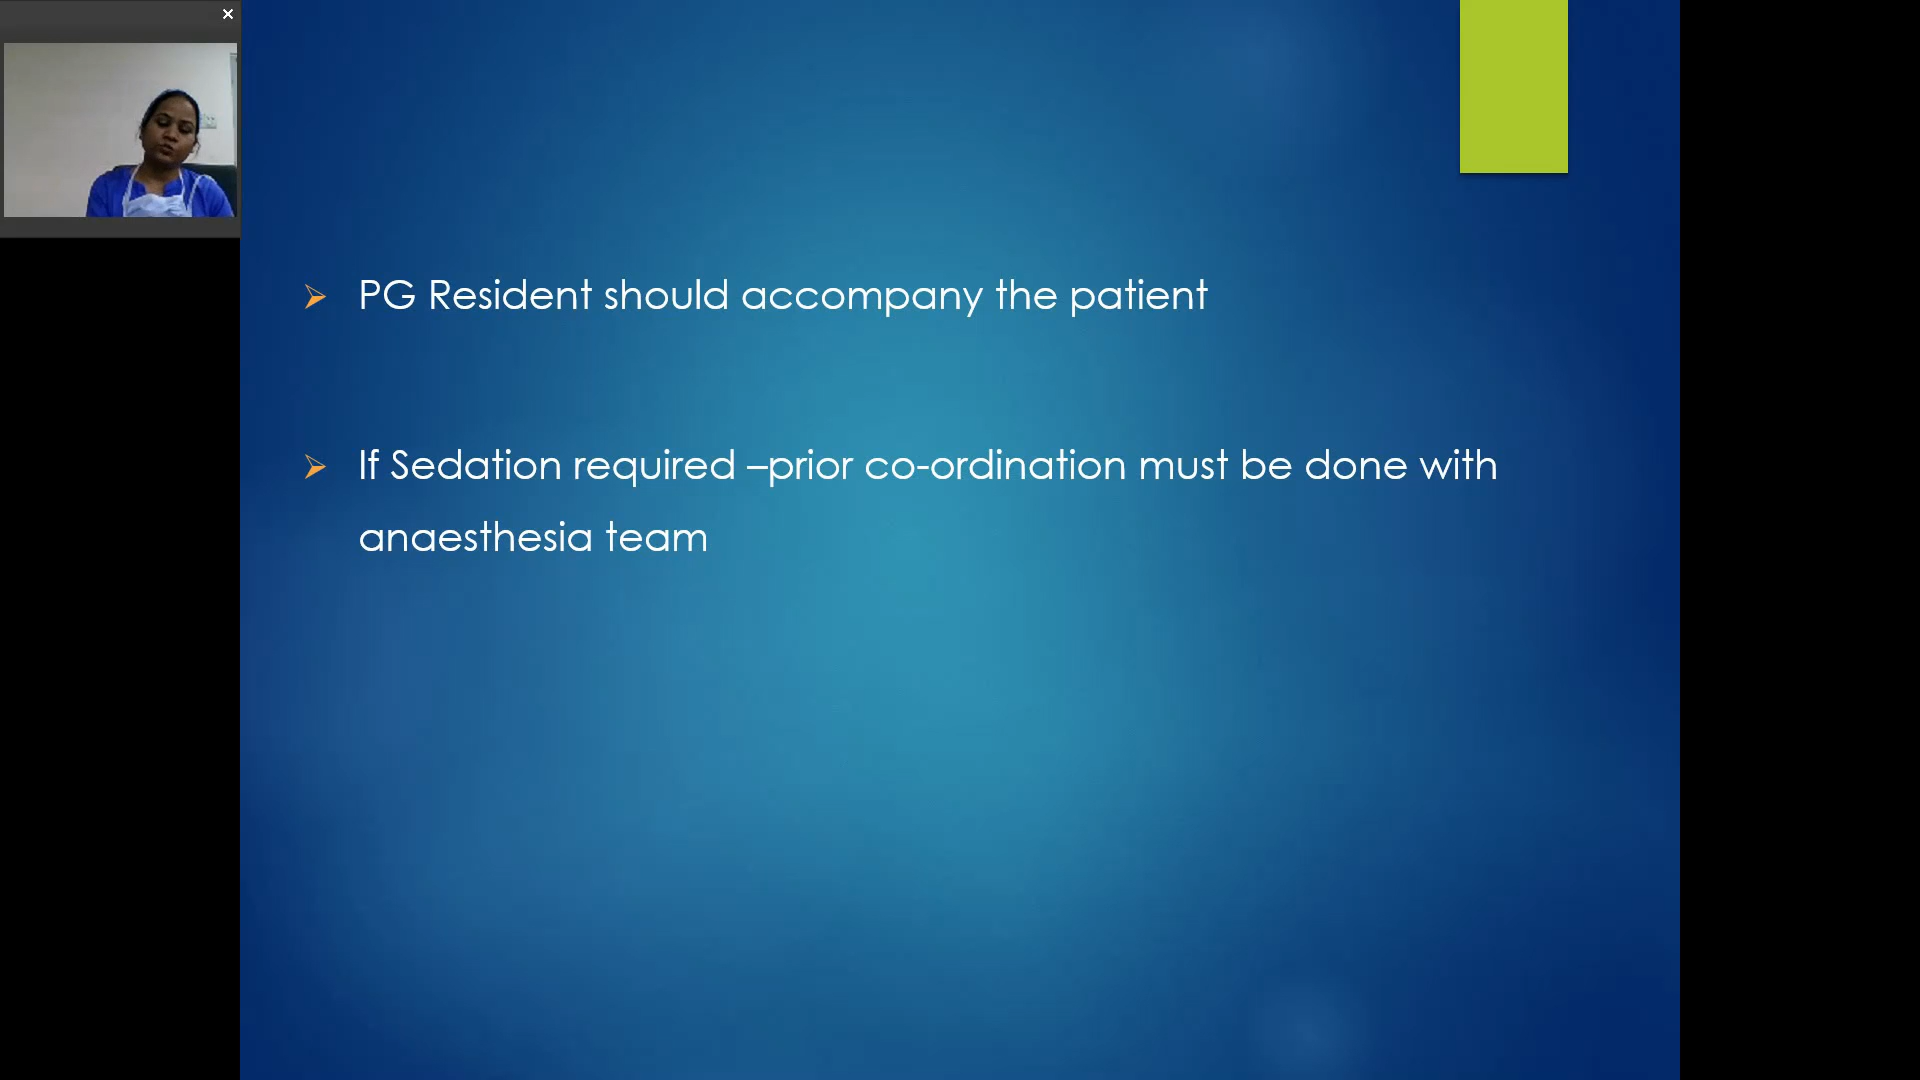 PG Resident should accompany the patient
If Sedation required –prior co-ordination must be done with
anaesthesia team